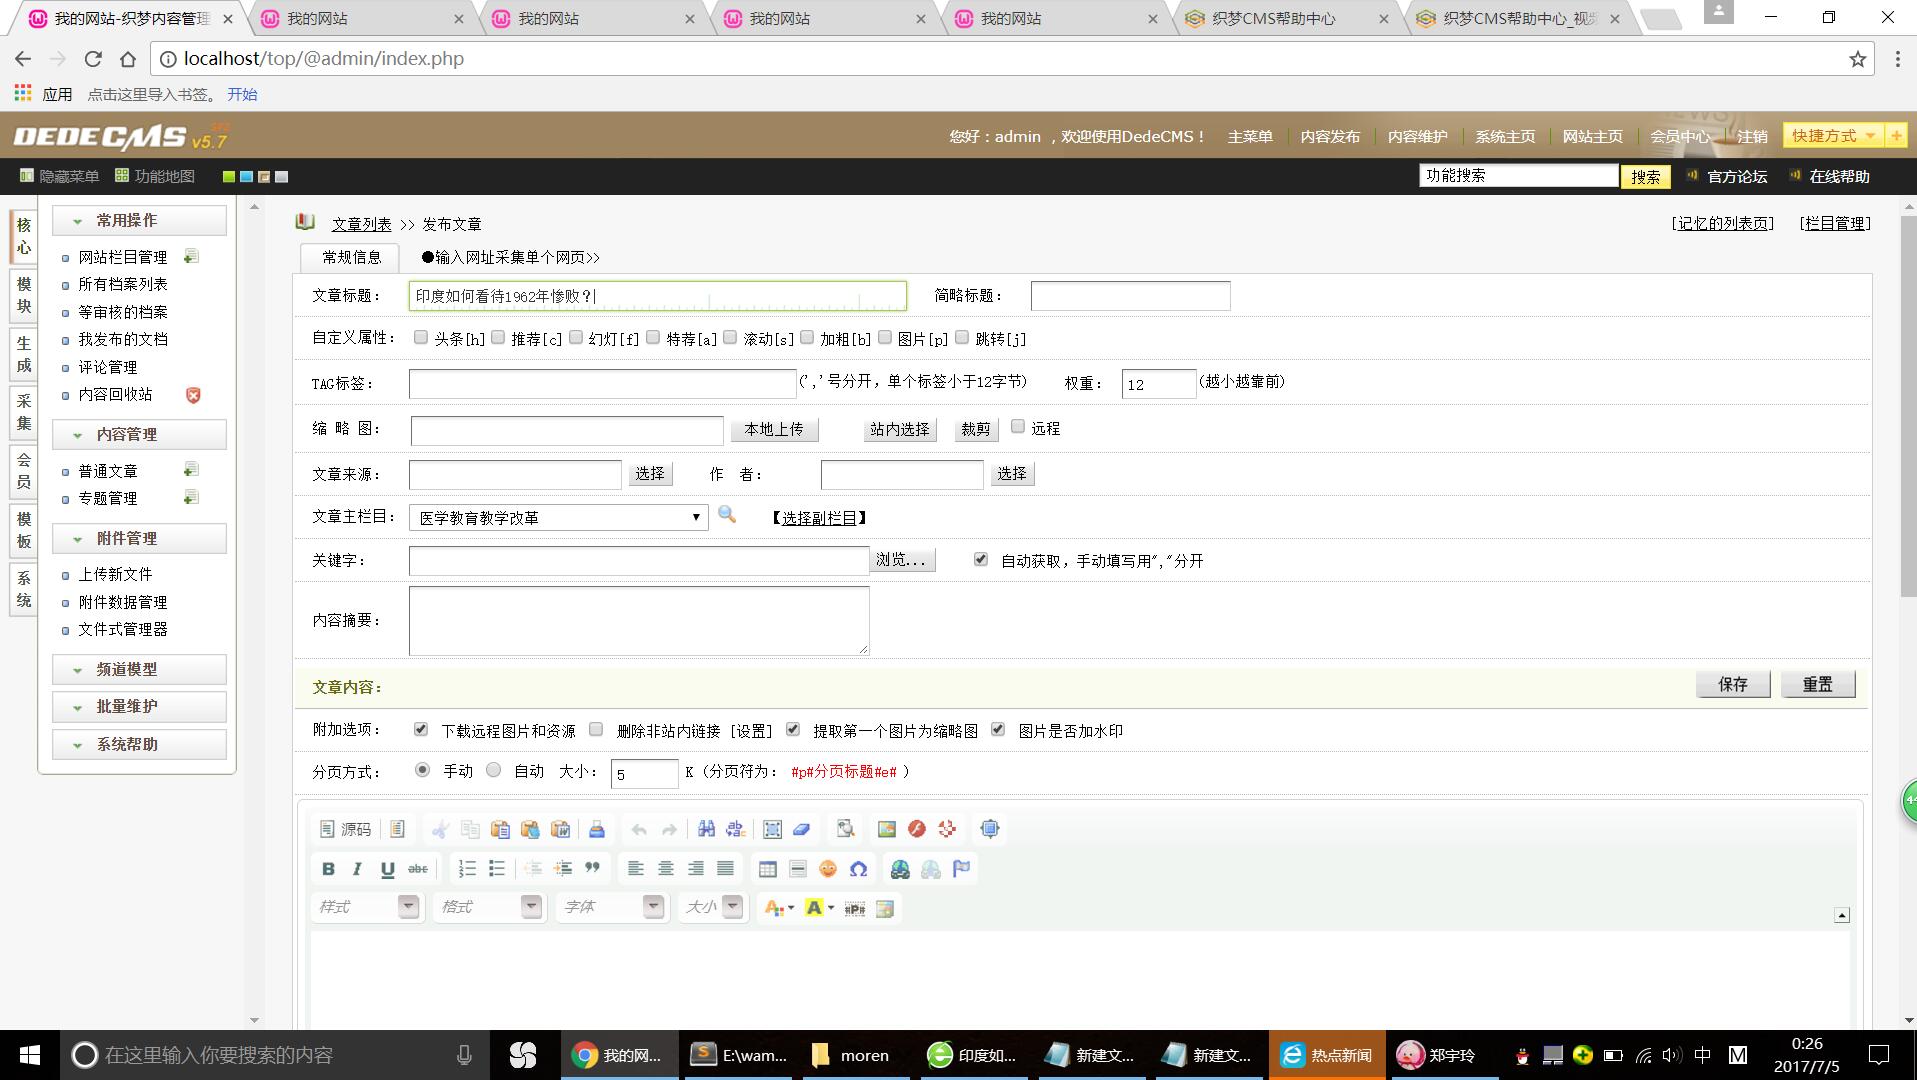 我的网站-织梦内容管理
我的网站
我的网站
我的网站
我的网站
织梦CMS帮助中心
织梦CMS帮助中心_视频
localhost/top/@admin/index.php
应用 点击这里导入书签。 开始
DEDECMS v5.7 SP2
您好：admin ，欢迎使用DedeCMS！ 主菜单 内容发布 内容维护 系统主页 网站主页 会员中心 注销 快捷方式
隐藏菜单 功能地图
功能搜索 搜索 官方论坛 在线帮助
核心
模块
生成
采集
会员
模板
系统
常用操作
网站栏目管理
所有档案列表
等审核的档案
我发布的文档
评论管理
内容回收站
内容管理
普通文章
专题管理
附件管理
上传新文件
附件数据管理
文件式管理器
频道模型
批量维护
系统帮助
文章列表 >> 发布文章
[记忆的列表页] [栏目管理]
常规信息 ●输入网址采集单个网页>>
文章标题： 印度如何看待1962年惨败？ 简略标题：
自定义属性： 头条[h] 推荐[c] 幻灯[f] 特荐[a] 滚动[s] 加粗[b] 图片[p] 跳转[j]
TAG标签： (','号分开，单个标签小于12字节) 权重： 12 (越小越靠前)
缩 略 图： 本地上传 站内选择 裁剪 远程
文章来源： 选择 作 者： 选择
文章主栏目： 医学教育教学改革 【选择副栏目】
关键字： 浏览... 自动获取，手动填写用","分开
内容摘要：
文章内容： 保存 重置
附加选项： 下载远程图片和资源 删除非站内链接 [设置] 提取第一个图片为缩略图 图片是否加水印
分页方式： 手动 自动 大小： 5 K (分页符为： #p#分页标题#e# )
源码
B I U abc
样式 格式 字体 大小
在这里输入你要搜索的内容
我的网...
E:\wam...
moren
印度如...
新建文...
新建文...
热点新闻
郑宇玲
中 M
0:26
2017/7/5
44